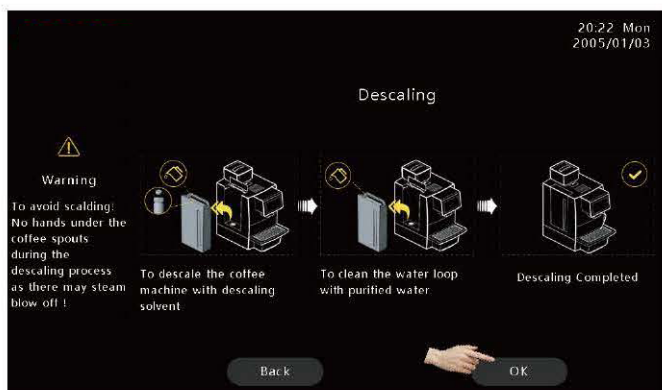 20:22 Mon
2005/01/03
Descaling
Warning
To avoid scalding!
No hands under the
coffee spouts
during the
descaling process
as there may steam
blow off !
To descale the coffee
machine with descaling
solvent
To clean the water loop
with purified water
Descaling Completed
Back
OK